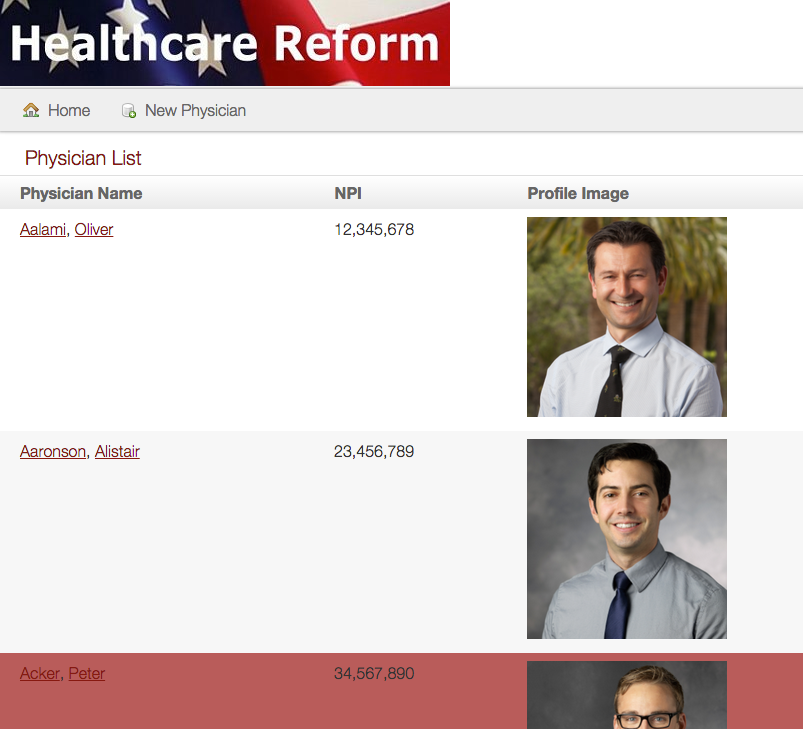 Healthcare Reform
Home New Physician
Physician List
Physician Name NPI Profile Image
Aalami, Oliver 12,345,678
Aaronson, Alistair 23,456,789
Acker, Peter 34,567,890